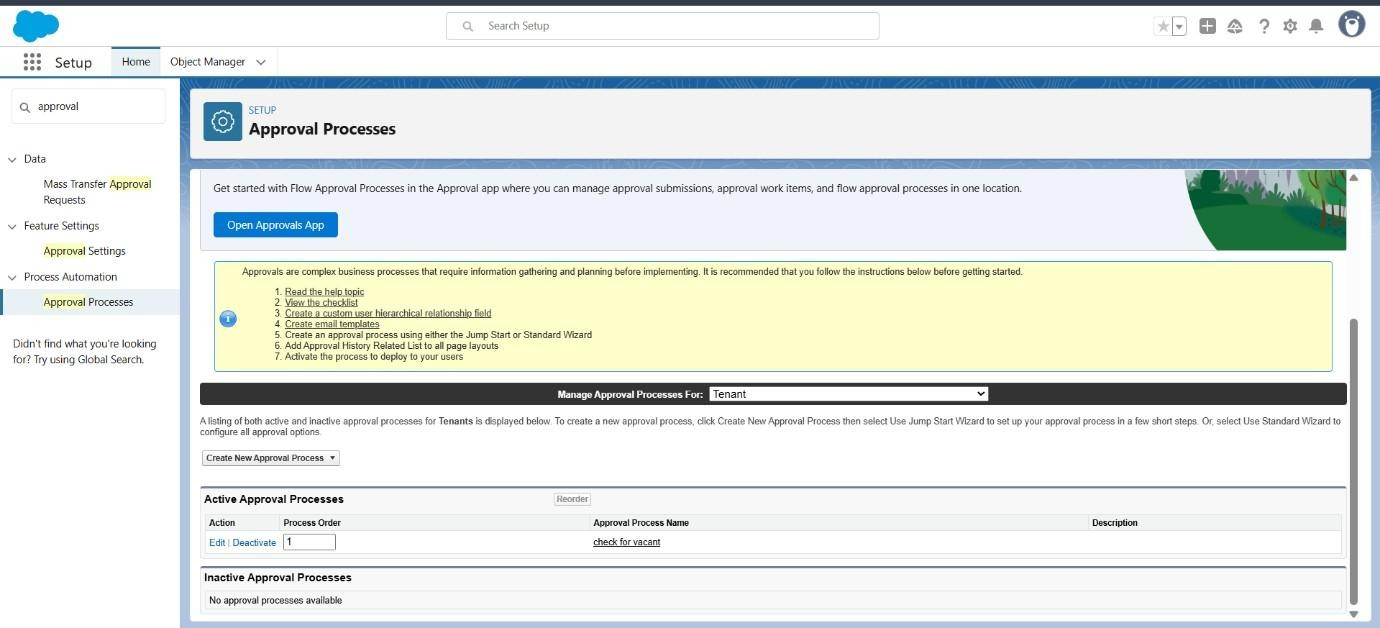 Search Setup
Setup
Home
Object Manager
approval
Data
Mass Transfer Approval
Requests
Feature Settings
Approval Settings
Process Automation
Approval Processes
Didn't find what you're looking
for? Try using Global Search.
SETUP
Approval Processes
Get started with Flow Approval Processes in the Approval app where you can manage approval submissions, approval work items, and flow approval processes in one location.
Open Approvals App
Approvals are complex business processes that require information gathering and planning before implementing. It is recommended that you follow the instructions below before getting started.
1. Read the help topic
2. View the checklist
3. Create a custom user hierarchical relationship field
4. Create email templates
5. Create an approval process using either the Jump Start or Standard Wizard
6. Add Approval History Related List to all page layouts
7. Activate the process to deploy to your users
Manage Approval Processes For: Tenant
A listing of both active and inactive approval processes for Tenants is displayed below. To create a new approval process, click Create New Approval Process then select Use Jump Start Wizard to set up your approval process in a few short steps. Or, select Use Standard Wizard to
configure all approval options.
Create New Approval Process
Active Approval Processes Reorder
Action Process Order Approval Process Name Description
Edit | Deactivate 1 check for vacant
Inactive Approval Processes
No approval processes available